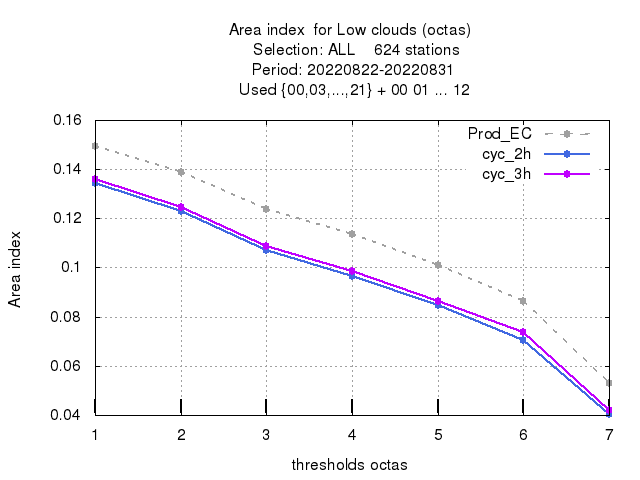 Area index  for Low clouds (octas)
Selection: ALL    624 stations
Period: 20220822-20220831
Used {00,03,...,21} + 00 01 ... 12
Prod_EC
cyc_2h
cyc_3h
0.16
0.14
0.12
0.1
0.08
0.06
0.04
Area index
1 2 3 4 5 6 7
thresholds octas